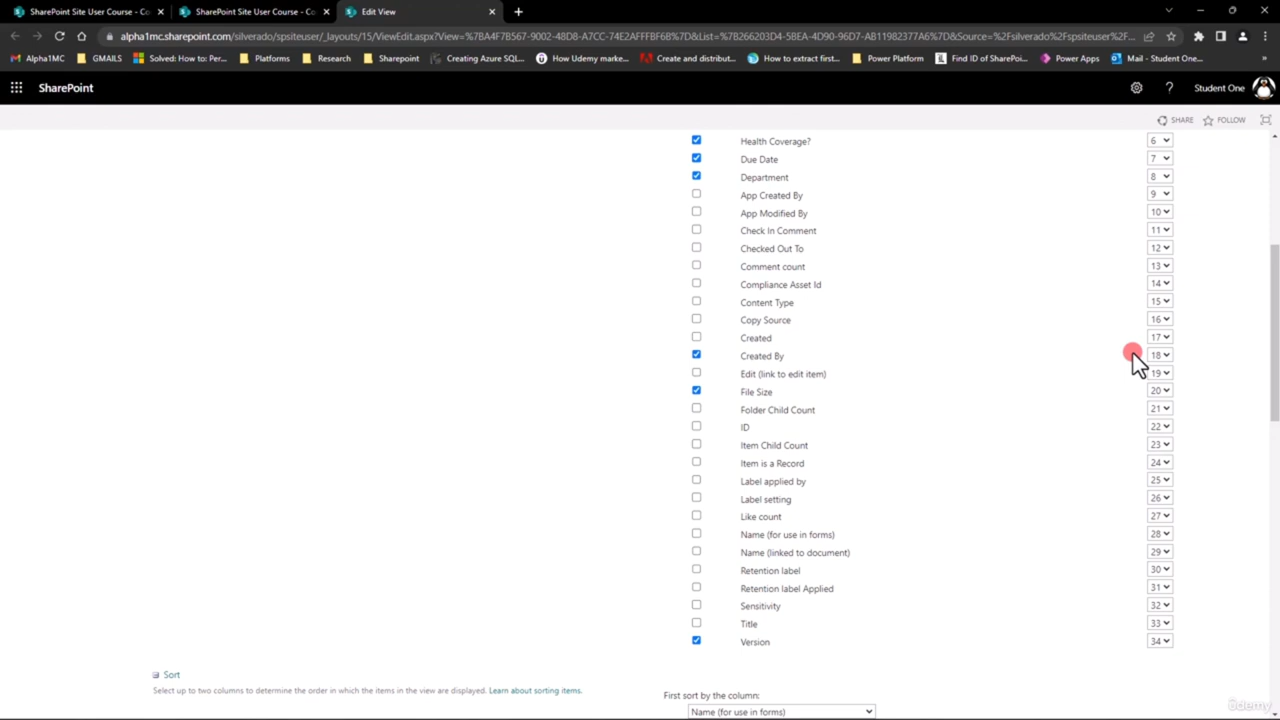 SharePoint Site User Course - Co
SharePoint Site User Course - Co
Edit View
alpha1mc.sharepoint.com/silverado/spsiteuser/_layouts/15/ViewEdit.aspx?View=%7BA4F7B567-9002-48D8-A7CC-74E2AFFFBF6B%7D&List=%7B266203D4-5BEA-4D90-96D7-AB11982377A6%7D&Source=%2Fsilverado%2Fspsiteuser%2F...
Alpha1MC
GMAILS
Solved: How to: Per...
Platforms
Research
Sharepoint
Creating Azure SQL...
How Udemy marke...
Create and distribut...
How to extract first...
Power Platform
Find ID of SharePoi...
Power Apps
Mail - Student One...
SharePoint
? Student One
SHARE FOLLOW
Health Coverage? 6
Due Date 7
Department 8
App Created By 9
App Modified By 10
Check In Comment 11
Checked Out To 12
Comment count 13
Compliance Asset Id 14
Content Type 15
Copy Source 16
Created 17
Created By 18
Edit (link to edit item) 19
File Size 20
Folder Child Count 21
ID 22
Item Child Count 23
Item is a Record 24
Label applied by 25
Label setting 26
Like count 27
Name (for use in forms) 28
Name (linked to document) 29
Retention label 30
Retention label Applied 31
Sensitivity 32
Title 33
Version 34
Sort
Select up to two columns to determine the order in which the items in the view are displayed. Learn about sorting items.
First sort by the column:
Name (for use in forms)
ûdemy